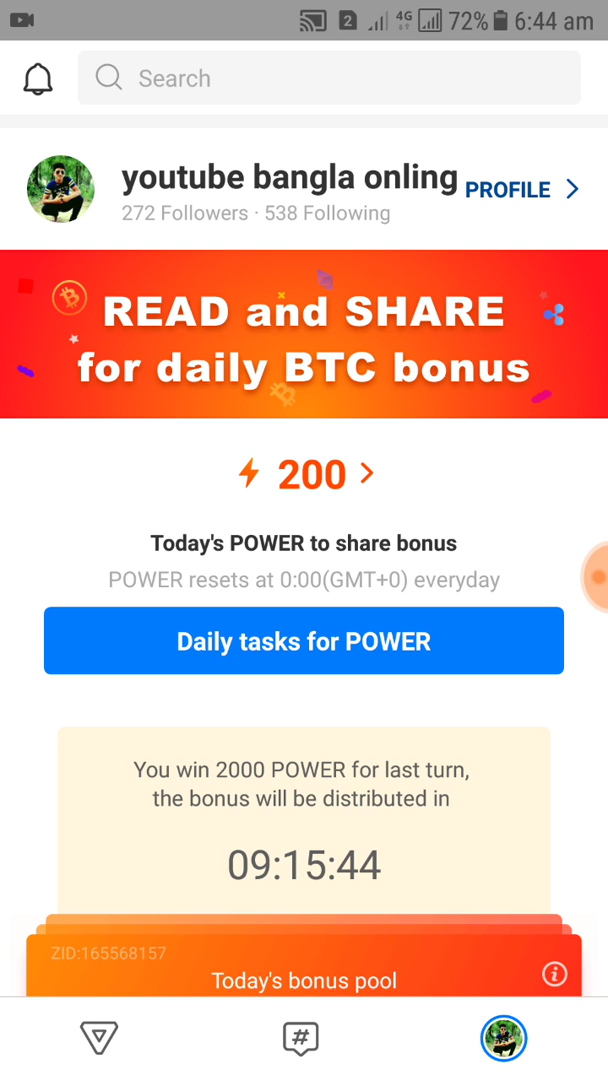 2 4G 72% 6:44 am
Search
youtube bangla onling
PROFILE
272 Followers · 538 Following
READ and SHARE
for daily BTC bonus
200
Today's POWER to share bonus
POWER resets at 0:00(GMT+0) everyday
Daily tasks for POWER
You win 2000 POWER for last turn,
the bonus will be distributed in
09:15:44
ZID:165568157
Today's bonus pool